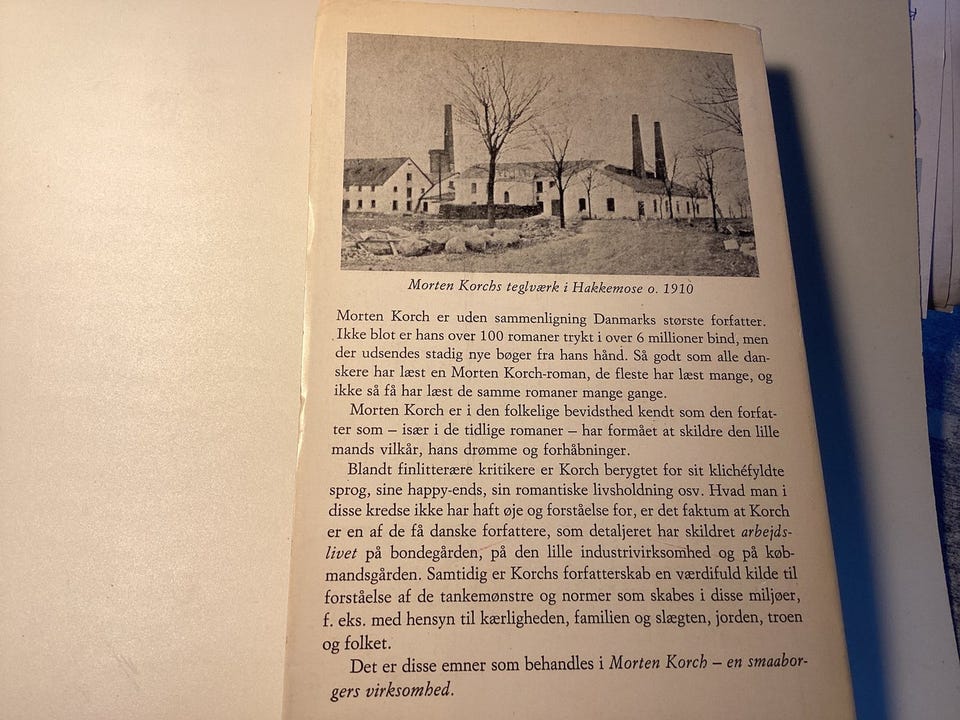 Morten Korchs teglværk i Hakkemose o. 1910
Morten Korch er uden sammenligning Danmarks største forfatter.
Ikke blot er hans over 100 romaner trykt i over 6 millioner bind, men
der udsendes stadig nye bøger fra hans hånd. Så godt som alle dan-
skere har læst en Morten Korch-roman, de fleste har læst mange, og
ikke så få har læst de samme romaner mange gange.
Morten Korch er i den folkelige bevidsthed kendt som den forfat-
ter som – især i de tidlige romaner – har formået at skildre den lille
mands vilkår, hans drømme og forhåbninger.
Blandt finlitterære kritikere er Korch berygtet for sit klichéfyldte
sprog, sine happy-ends, sin romantiske livsholdning osv. Hvad man i
disse kredse ikke har haft øje og forståelse for, er det faktum at Korch
er en af de få danske forfattere, som detaljeret har skildret arbejds-
livet på bondegården, på den lille industrivirksomhed og på køb-
mandsgården. Samtidig er Korchs forfatterskab en værdifuld kilde til
forståelse af de tankemønstre og normer som skabes i disse miljøer,
f. eks. med hensyn til kærligheden, familien og slægten, jorden, troen
og folket.
Det er disse emner som behandles i Morten Korch – en smaabor-
gers virksomhed.